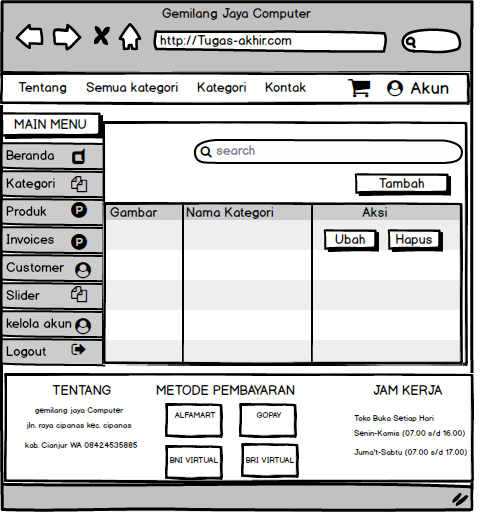 Gemilang Jaya Computer
http://Tugas-akhir.com
Tentang Semua kategori Kategori Kontak Akun
MAIN MENU
Beranda
Kategori
Produk
Invoices
Customer
Slider
kelola akun
Logout
search
Tambah
Gambar Nama Kategori Aksi
Ubah Hapus
TENTANG
gemilang jaya Computer
jln. raya cipanas kec. cipanas
kab. Cianjur WA 08424535885
METODE PEMBAYARAN
ALFAMART GOPAY
BNI VIRTUAL BRI VIRTUAL
JAM KERJA
Toko Buka Setiap Hari
Senin-Kamis (07.00 s/d 16.00)
Juma't-Sabtu (07.00 s/d 17.00)